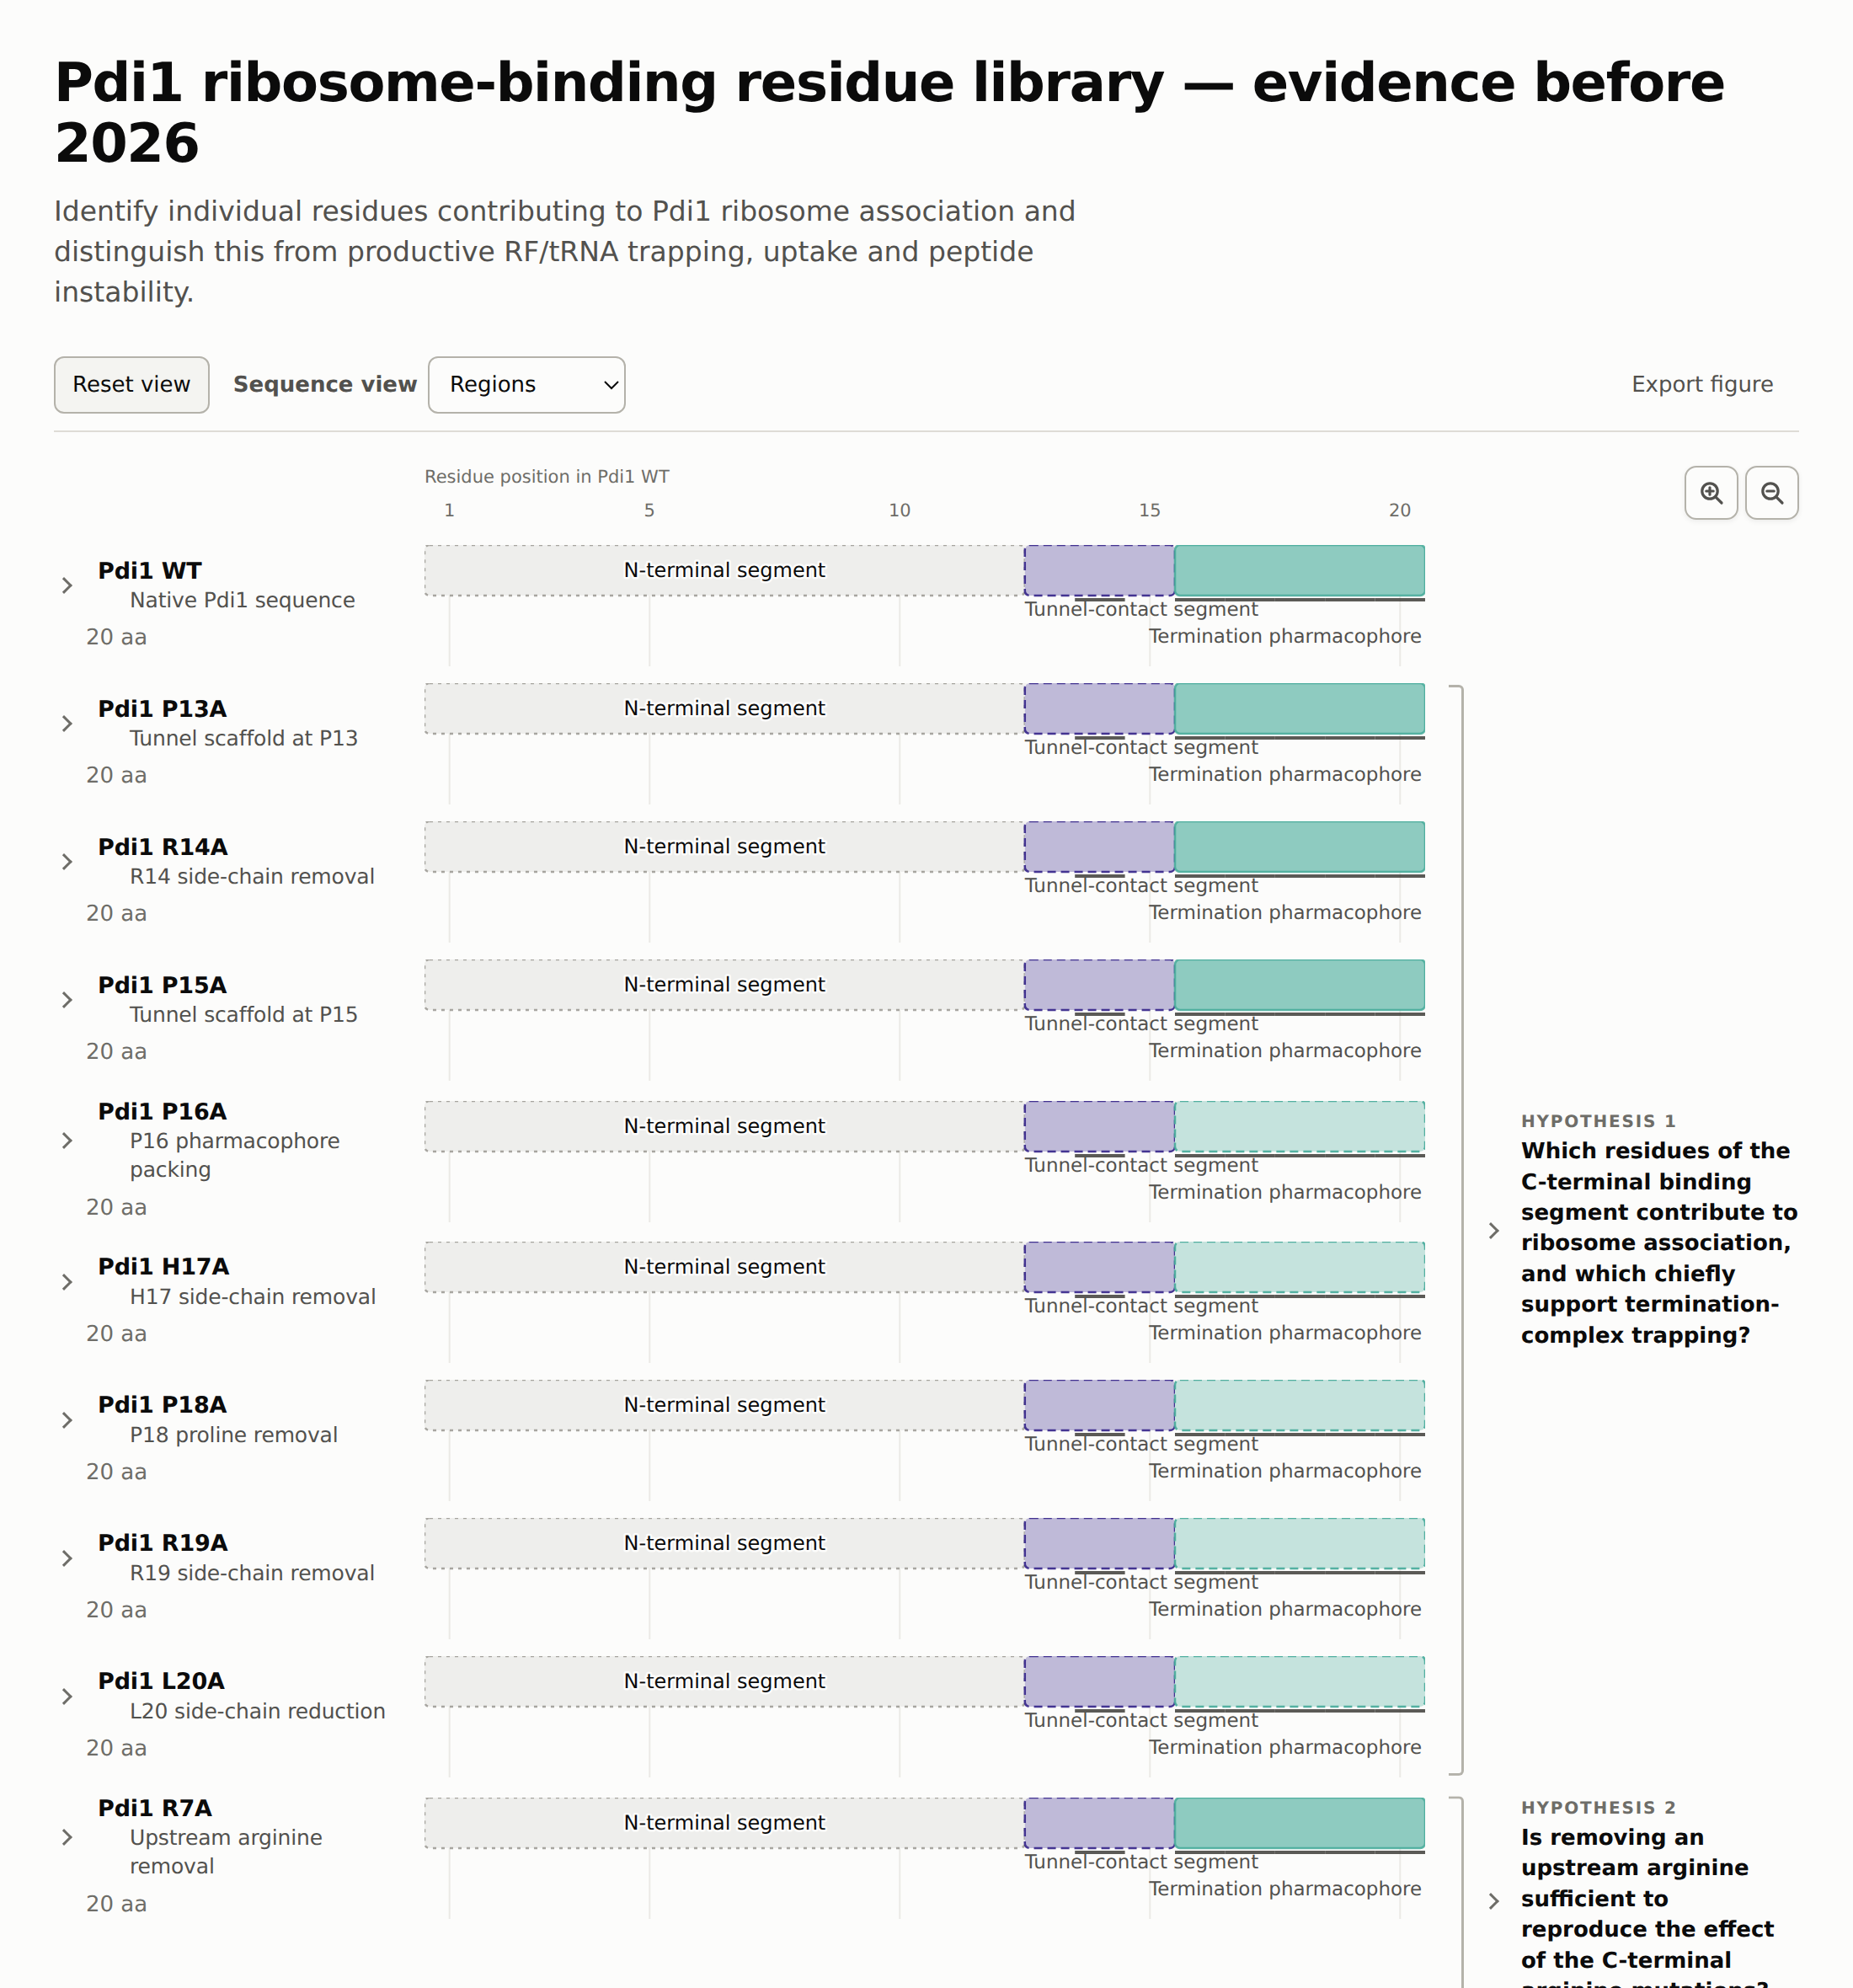 Pdi1 ribosome-binding residue library — evidence before
2026
Identify individual residues contributing to Pdi1 ribosome association and
distinguish this from productive RF/tRNA trapping, uptake and peptide
instability.
Reset view
Sequence view
Regions
Export figure
Residue position in Pdi1 WT
1 5 10 15 20
Pdi1 WT
Native Pdi1 sequence
20 aa
N-terminal segment
Tunnel-contact segment
Termination pharmacophore
Pdi1 P13A
Tunnel scaffold at P13
20 aa
N-terminal segment
Tunnel-contact segment
Termination pharmacophore
Pdi1 R14A
R14 side-chain removal
20 aa
N-terminal segment
Tunnel-contact segment
Termination pharmacophore
Pdi1 P15A
Tunnel scaffold at P15
20 aa
N-terminal segment
Tunnel-contact segment
Termination pharmacophore
Pdi1 P16A
P16 pharmacophore
packing
20 aa
N-terminal segment
Tunnel-contact segment
Termination pharmacophore
Pdi1 H17A
H17 side-chain removal
20 aa
N-terminal segment
Tunnel-contact segment
Termination pharmacophore
Pdi1 P18A
P18 proline removal
20 aa
N-terminal segment
Tunnel-contact segment
Termination pharmacophore
Pdi1 R19A
R19 side-chain removal
20 aa
N-terminal segment
Tunnel-contact segment
Termination pharmacophore
Pdi1 L20A
L20 side-chain reduction
20 aa
N-terminal segment
Tunnel-contact segment
Termination pharmacophore
HYPOTHESIS 1
Which residues of the
C-terminal binding
segment contribute to
ribosome association,
and which chiefly
support termination-
complex trapping?
Pdi1 R7A
Upstream arginine
removal
20 aa
N-terminal segment
Tunnel-contact segment
Termination pharmacophore
HYPOTHESIS 2
Is removing an
upstream arginine
sufficient to
reproduce the effect
of the C-terminal
arginine mutations?